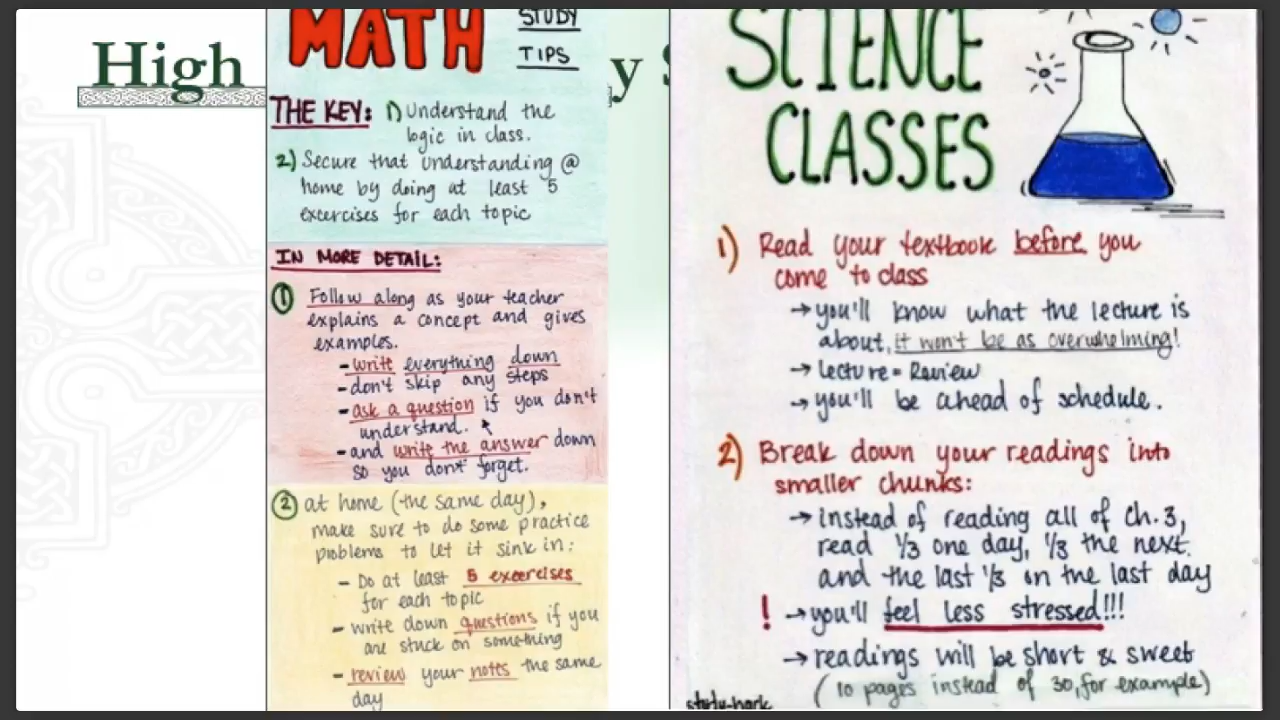 High
y S
MATH
STUDY
TIPS
THE KEY: 1) Understand the
logic in class.
2) Secure that understanding @
home by doing at least 5
excercises for each topic
IN MORE DETAIL:
1 Follow along as your teacher
explains a concept and gives
examples.
- write everything down
- don't skip any steps
- ask a question if you don't
understand.
- and write the answer down
so you don't forget.
2 at home (the same day),
make sure to do some practice
problems to let it sink in:
- Do at least 5 excercises
for each topic
- write down questions if you
are stuck on something
- review your notes the same
day
SCIENCE
CLASSES
1) Read your textbook before you
come to class
→ you'll know what the lecture is
about, it won't be as overwhelming!
→ lecture = Review
→ you'll be ahead of schedule.
2) Break down your readings into
smaller chunks:
→ instead of reading all of ch. 3,
read 1/3 one day, 1/3 the next.
and the last 1/3 on the last day
! → you'll feel less stressed!!!
→ readings will be short & sweet
(10 pages instead of 30, for example)